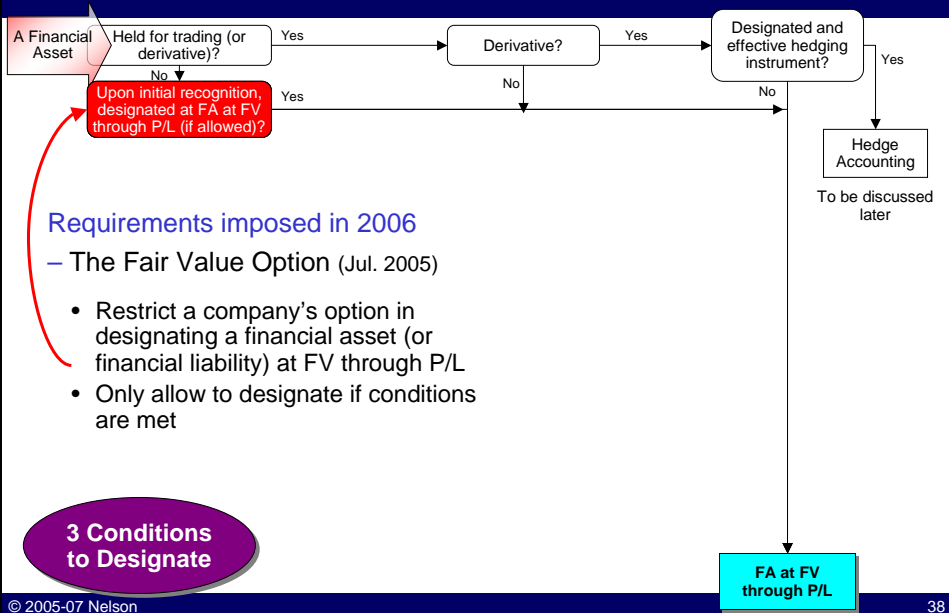 A Financial
Asset
Held for trading (or
derivative)?
Yes
Derivative?
Yes
Designated and
effective hedging
instrument?
Yes
No
No
No
Upon initial recognition,
designated at FA at FV
through P/L (if allowed)?
Yes
Hedge
Accounting
To be discussed
later
Requirements imposed in 2006
– The Fair Value Option (Jul. 2005)
• Restrict a company's option in
designating a financial asset (or
financial liability) at FV through P/L
• Only allow to designate if conditions
are met
3 Conditions
to Designate
FA at FV
through P/L
© 2005-07 Nelson
38